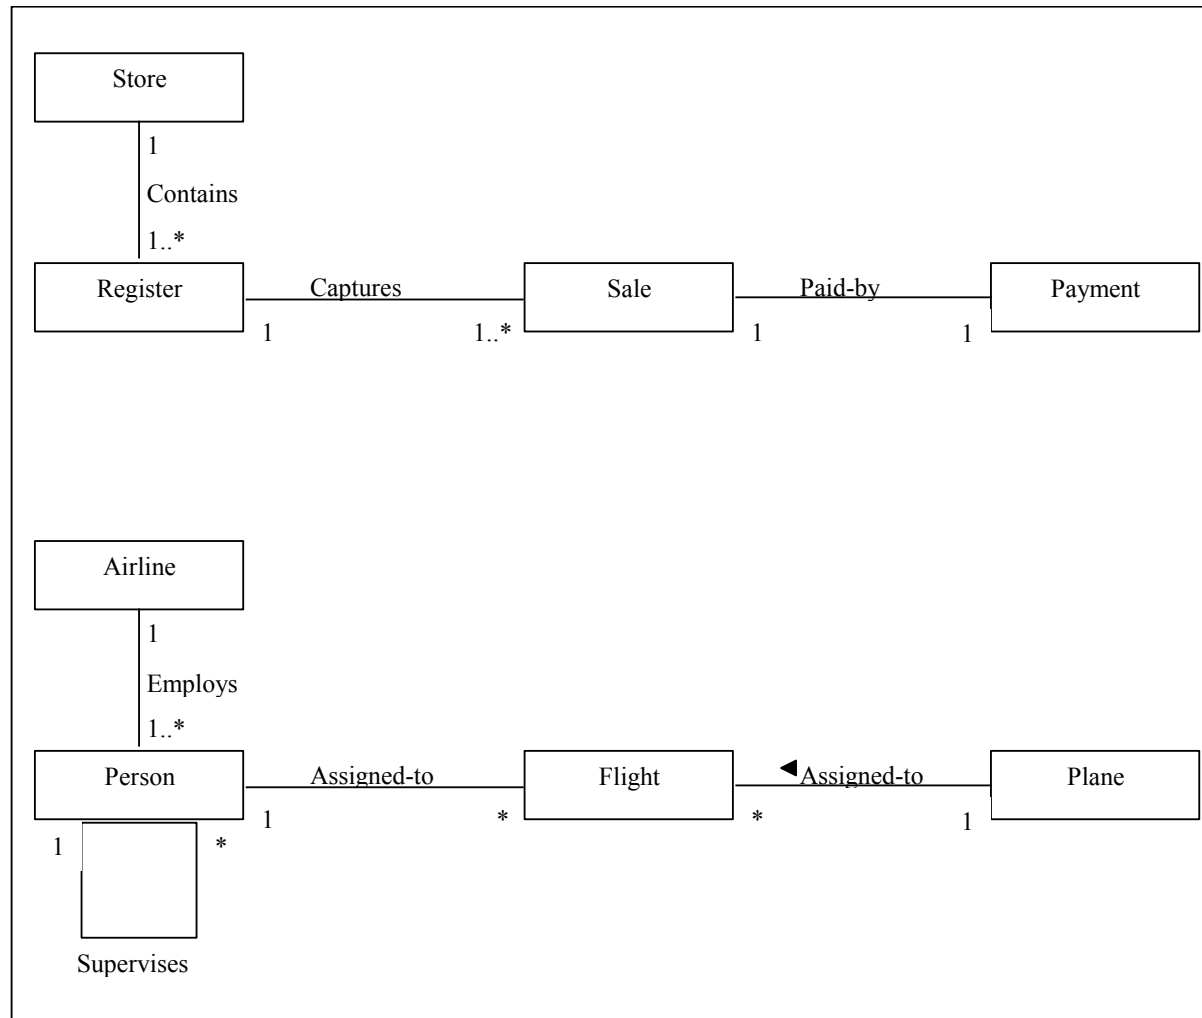 Store
1
Contains
1..*
Register Captures Sale Paid-by Payment
1 1..* 1 1
Airline
1
Employs
1..*
Person Assigned-to Flight Assigned-to Plane
1 * 1 * * 1
Supervises